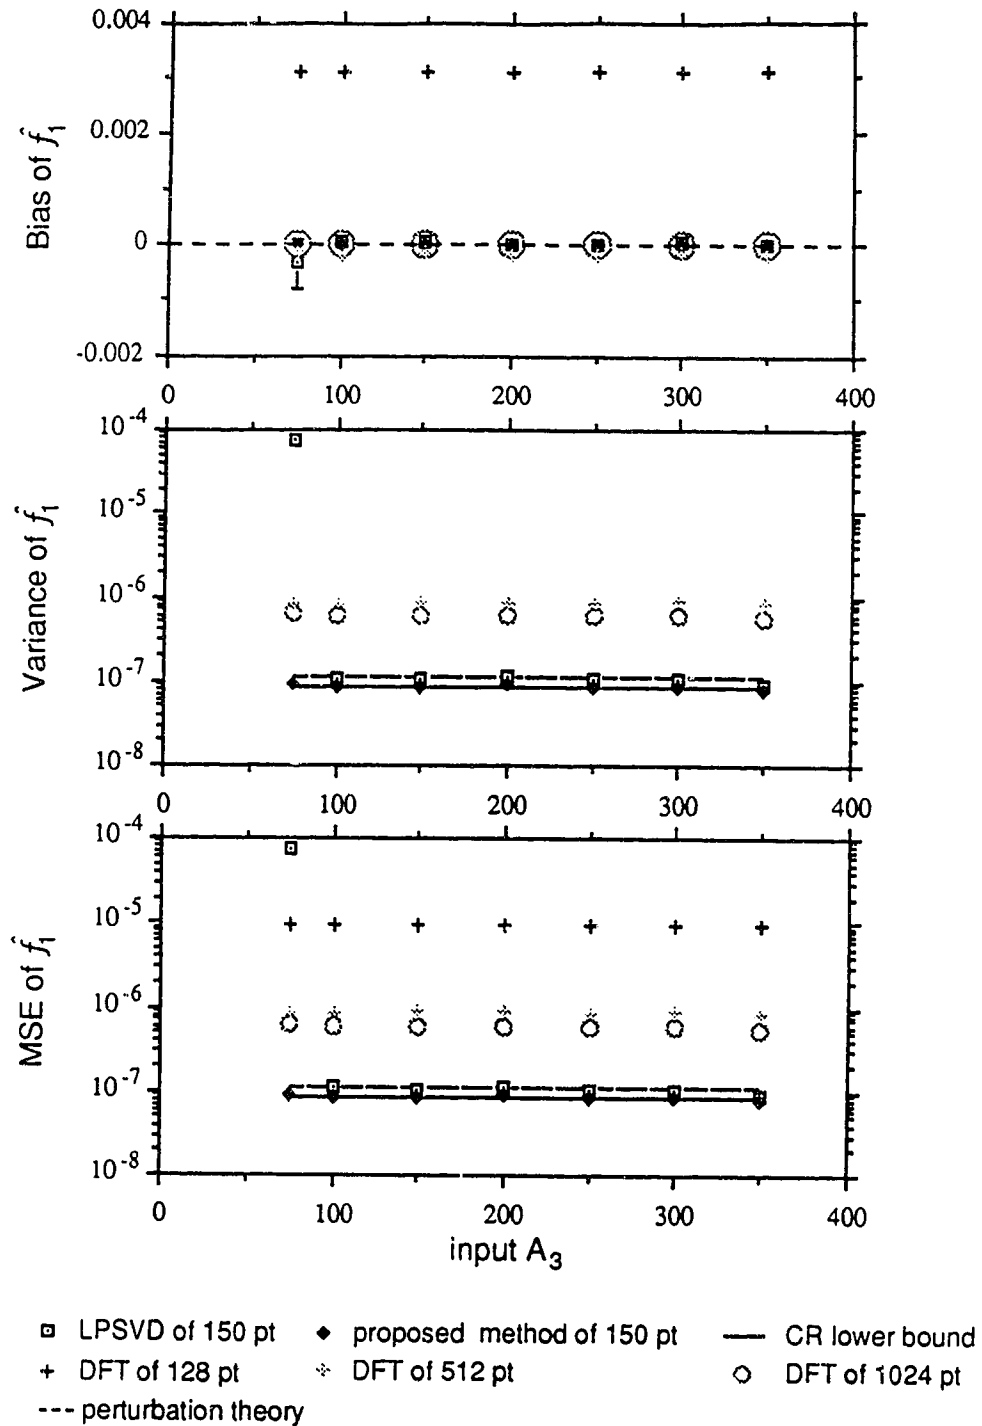 0.004
0.002
0
-0.002
Bias of f̂₁
0 100 200 300 400
10⁻⁴
10⁻⁵
10⁻⁶
10⁻⁷
10⁻⁸
Variance of f̂₁
0 100 200 300 400
10⁻⁴
10⁻⁵
10⁻⁶
10⁻⁷
10⁻⁸
MSE of f̂₁
0 100 200 300 400
input A₃
LPSVD of 150 pt proposed method of 150 pt CR lower bound
DFT of 128 pt DFT of 512 pt DFT of 1024 pt
perturbation theory